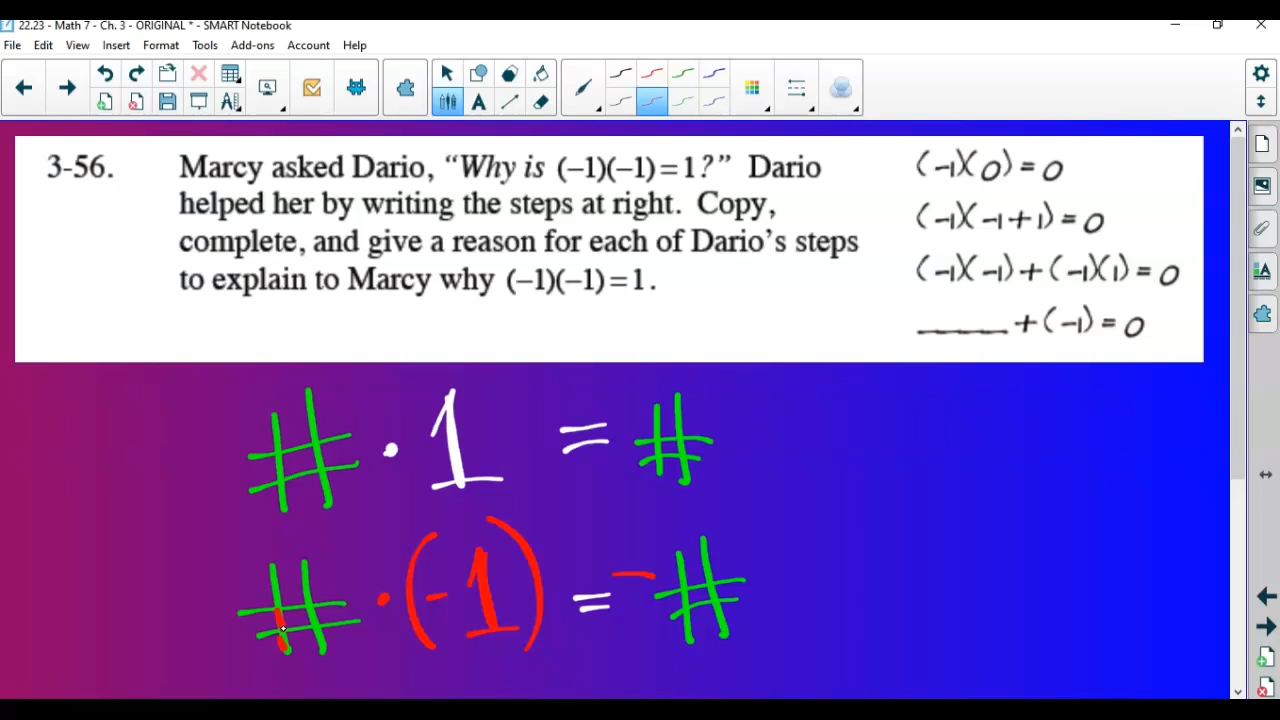 22.23 - Math 7 - Ch. 3 - ORIGINAL * - SMART Notebook
File Edit View Insert Format Tools Add-ons Account Help
3-56. Marcy asked Dario, “Why is (–1)(–1) = 1?” Dario
helped her by writing the steps at right. Copy,
complete, and give a reason for each of Dario’s steps
to explain to Marcy why (–1)(–1) = 1.
(-1)(0) = 0
(-1)(-1+1) = 0
(-1)(-1) + (-1)(1) = 0
_____ + (-1) = 0
# · 1 = #
# · (-1) = -#